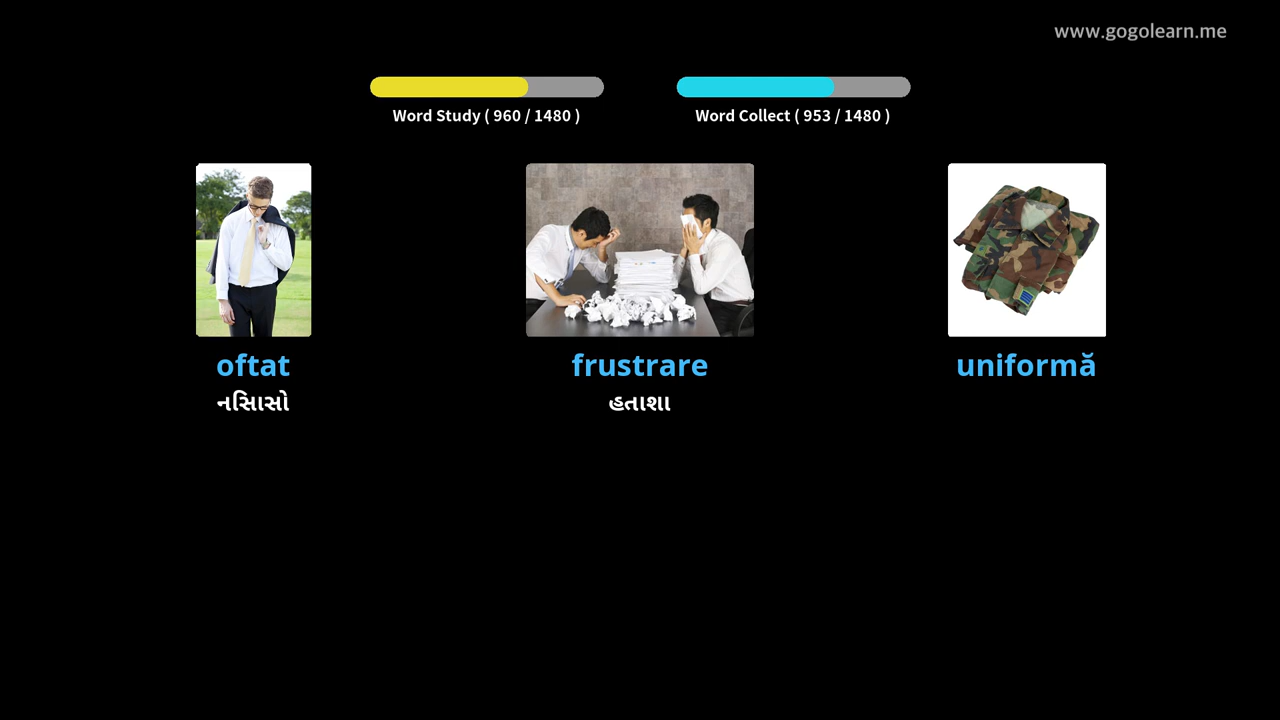 www.gogolearn.me
Word Study ( 960 / 1480 )
Word Collect ( 953 / 1480 )
oftat
frustrare
uniformă
નિસાસો
હતાશા